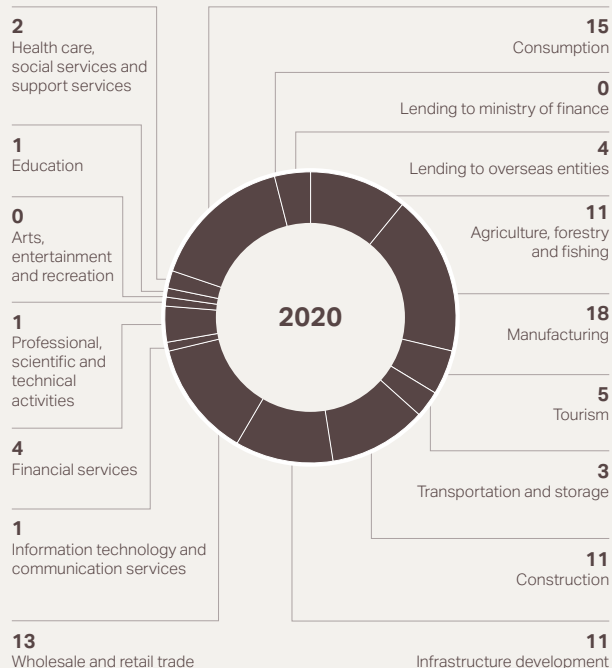 2
Health care,
social services and
support services
1
Education
0
Arts,
entertainment
and recreation
1
Professional,
scientific and
technical
activities
4
Financial services
1
Information technology and
communication services
13
Wholesale and retail trade
2020
15
Consumption
0
Lending to ministry of finance
4
Lending to overseas entities
11
Agriculture, forestry
and fishing
18
Manufacturing
5
Tourism
3
Transportation and storage
11
Construction
11
Infrastructure development